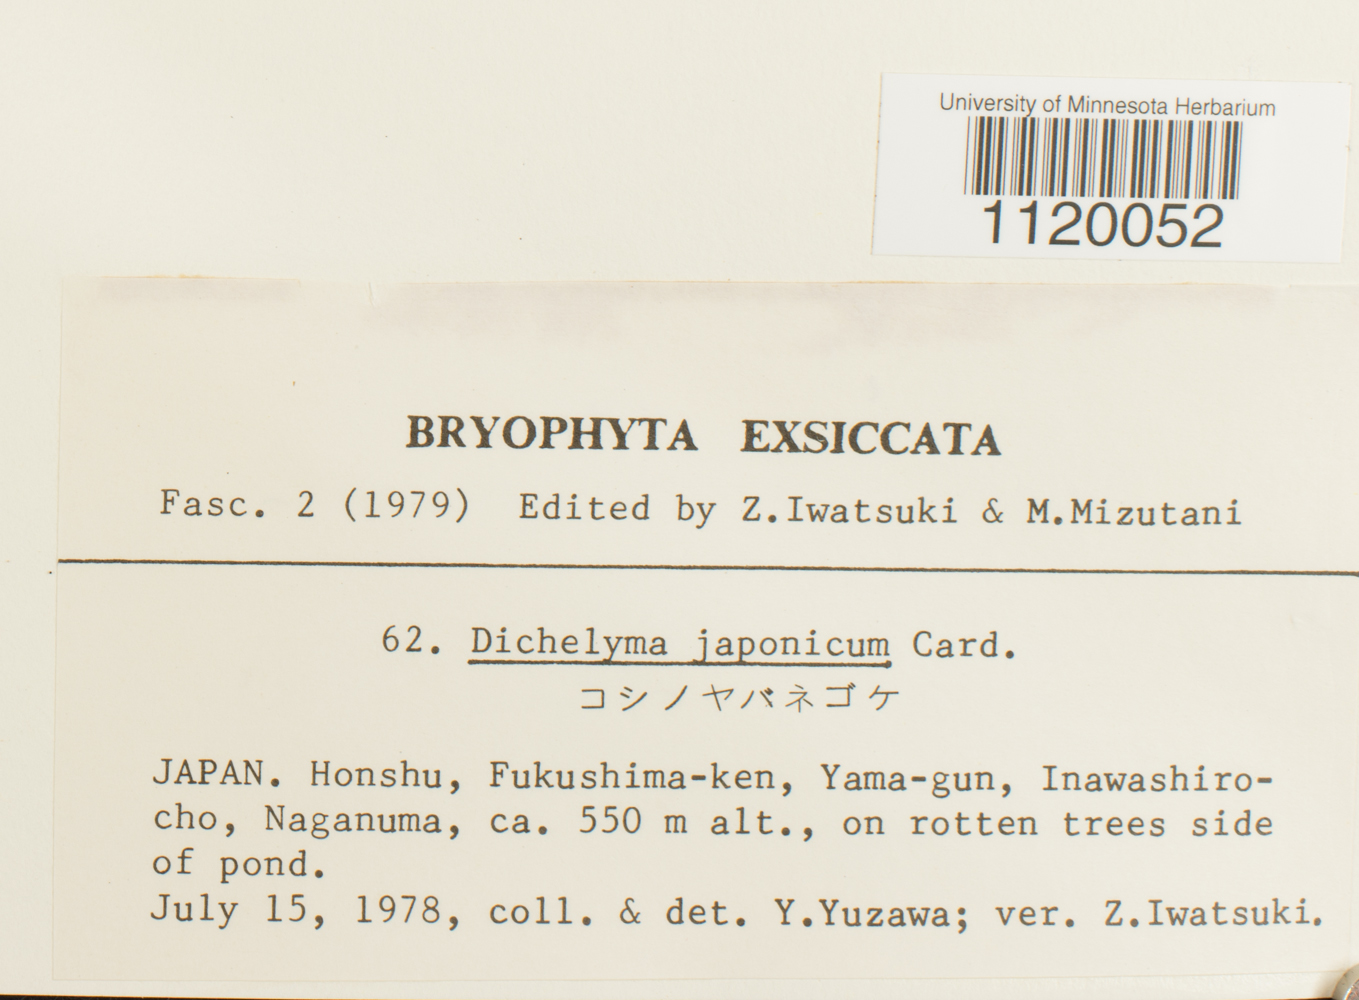 University of Minnesota Herbarium
1120052
BRYOPHYTA EXSICCATA
Fasc. 2 (1979) Edited by Z.Iwatsuki & M.Mizutani
62. Dichelyma japonicum Card.
コシノヤバネゴケ
JAPAN. Honshu, Fukushima-ken, Yama-gun, Inawashiro-
cho, Naganuma, ca. 550 m alt., on rotten trees side
of pond.
July 15, 1978, coll. & det. Y.Yuzawa; ver. Z.Iwatsuki.